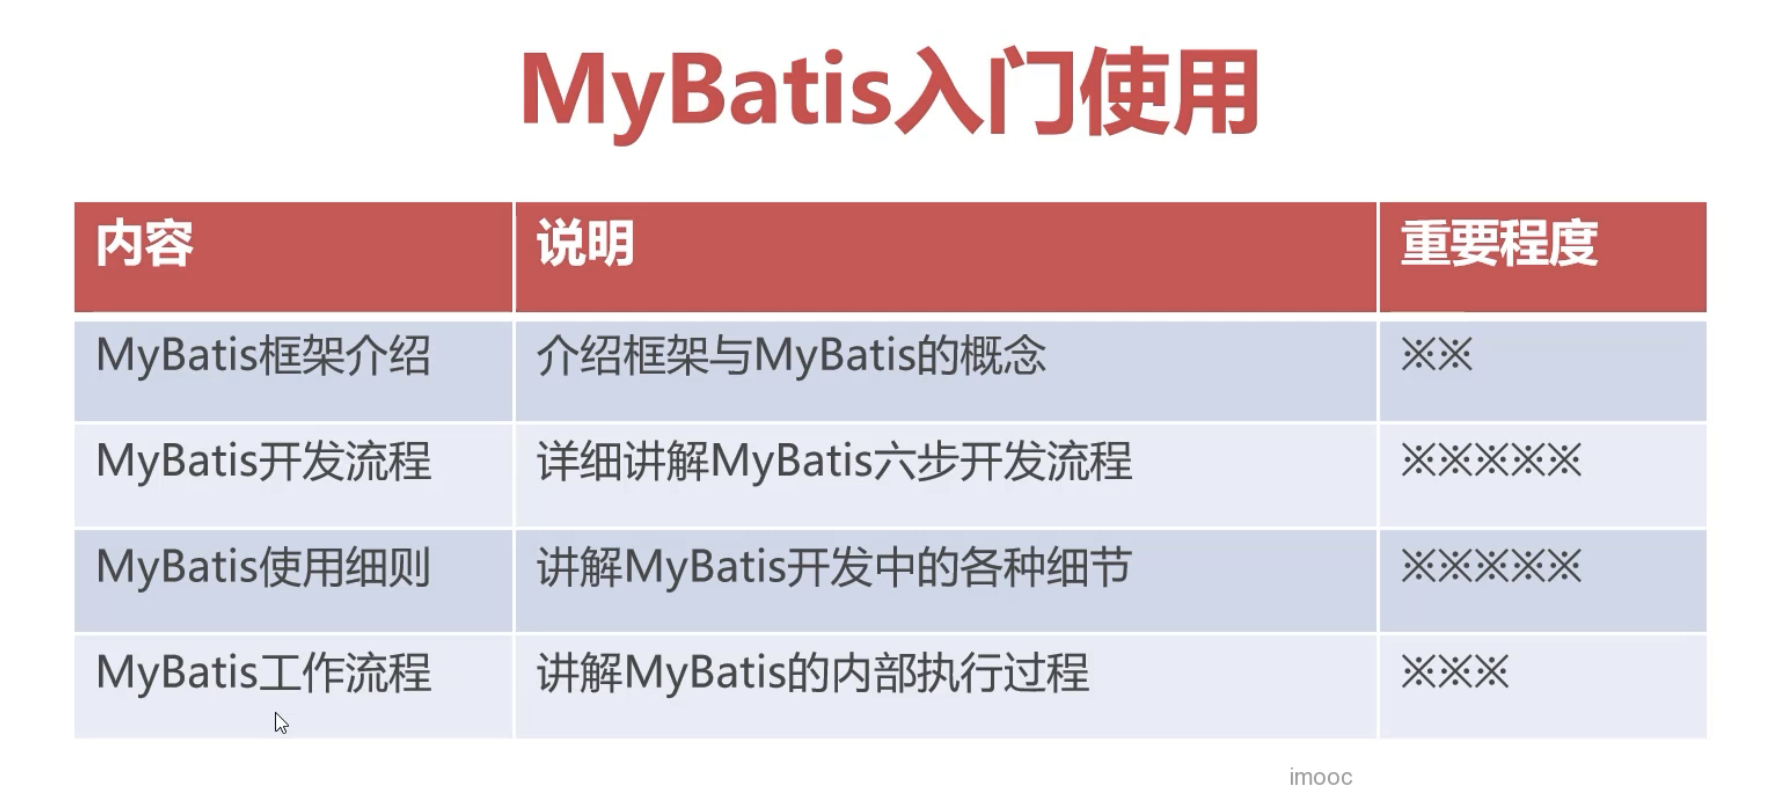 MyBatis入门使用
内容 说明 重要程度
MyBatis框架介绍 介绍框架与MyBatis的概念 ※※
MyBatis开发流程 详细讲解MyBatis六步开发流程 ※※※※※
MyBatis使用细则 讲解MyBatis开发中的各种细节 ※※※※※
MyBatis工作流程 讲解MyBatis的内部执行过程 ※※※
imooc